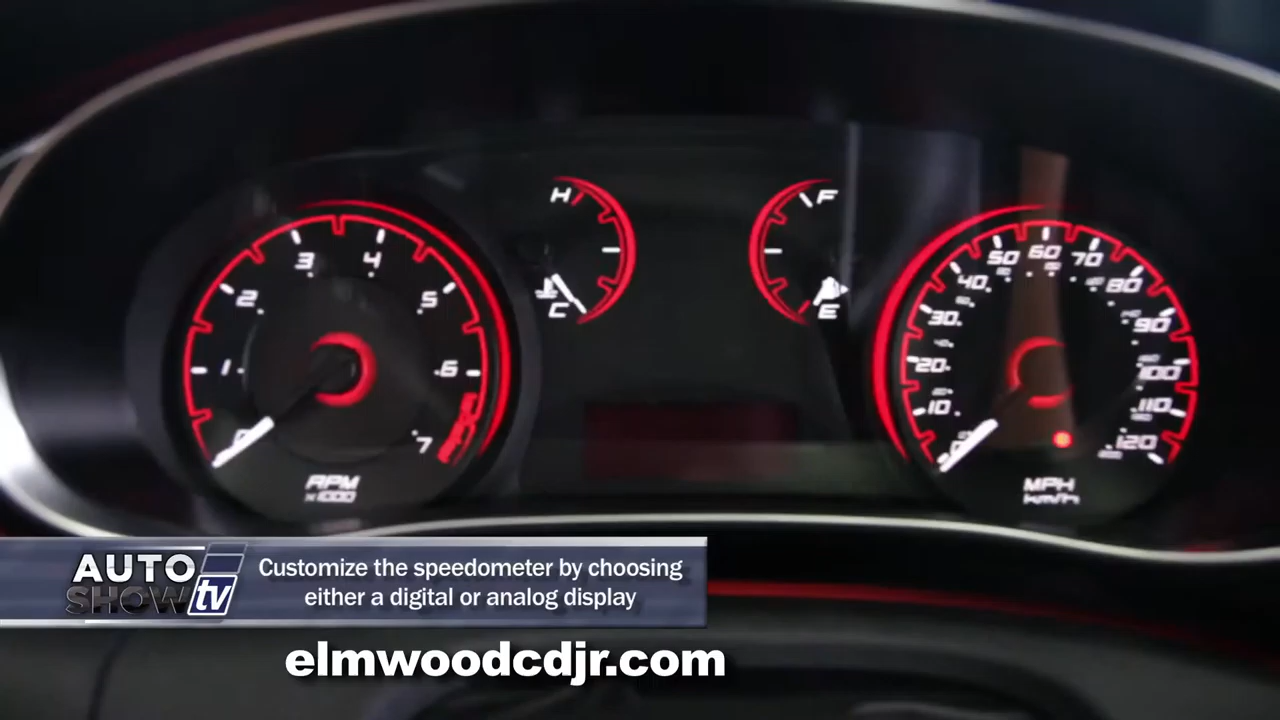 H
F
3 4
50 60 70
2
5
40 80
30 90
1
6
20 100
C
E
10 110
0
7
0 120
RPM
x1000
MPH
km/h
AUTO
SHOW tv
Customize the speedometer by choosing
either a digital or analog display
elmwoodcdjr.com